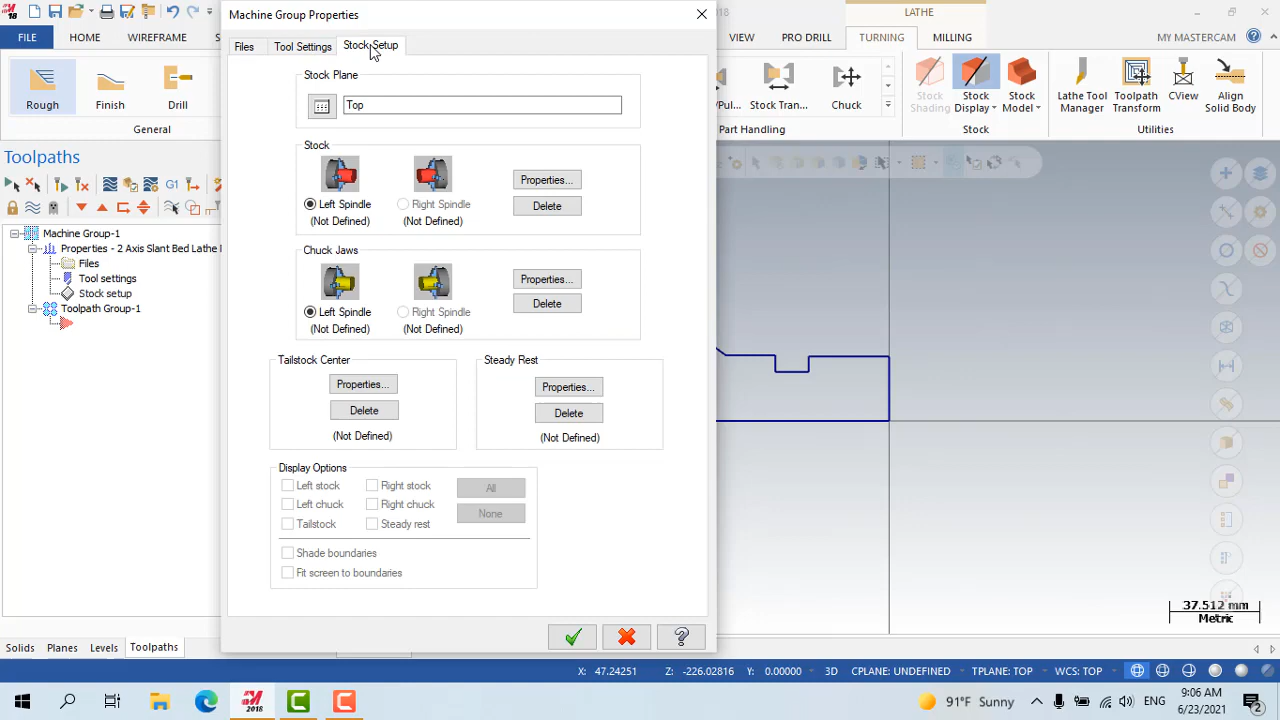 18
Machine Group Properties
LATHE
FILE
HOME
WIREFRAME
VIEW
PRO DRILL
TURNING
MILLING
MY MASTERCAM
Files
Tool Settings
Stock Setup
Rough
Finish
Drill
General
Stock Tran...
Chuck
Part Handling
Stock Shading
Stock Display
Stock Model
Stock
Lathe Tool Manager
Toolpath Transform
CView
Align Solid Body
Utilities
Toolpaths
G1
Machine Group-1
Properties - 2 Axis Slant Bed Lathe
Files
Tool settings
Stock setup
Toolpath Group-1
Stock Plane
Top
Stock
Left Spindle
(Not Defined)
Right Spindle
(Not Defined)
Properties...
Delete
Chuck Jaws
Left Spindle
(Not Defined)
Right Spindle
(Not Defined)
Properties...
Delete
Tailstock Center
Properties...
Delete
(Not Defined)
Steady Rest
Properties...
Delete
(Not Defined)
Display Options
Left stock
Right stock
All
Left chuck
Right chuck
None
Tailstock
Steady rest
Shade boundaries
Fit screen to boundaries
37.512 mm
Metric
Solids
Planes
Levels
Toolpaths
X: 47.24251
Z: -226.02816
Y: 0.00000
3D
CPLANE: UNDEFINED
TPLANE: TOP
WCS: TOP
2018
91°F Sunny
ENG
9:06 AM
6/23/2021
2